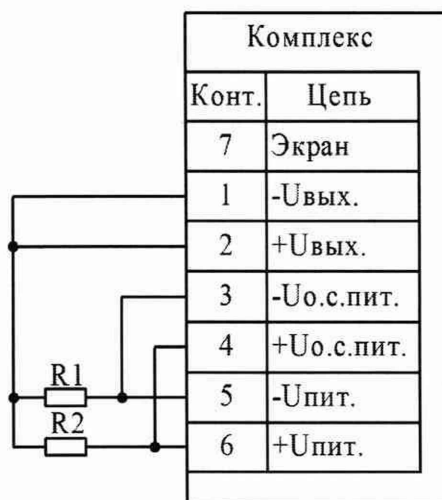 Комплекс
Конт. Цепь
7 Экран
1 -Uвых.
2 +Uвых.
3 -Uо.с.пит.
4 +Uо.с.пит.
R1 5 -Uпит.
R2 6 +Uпит.